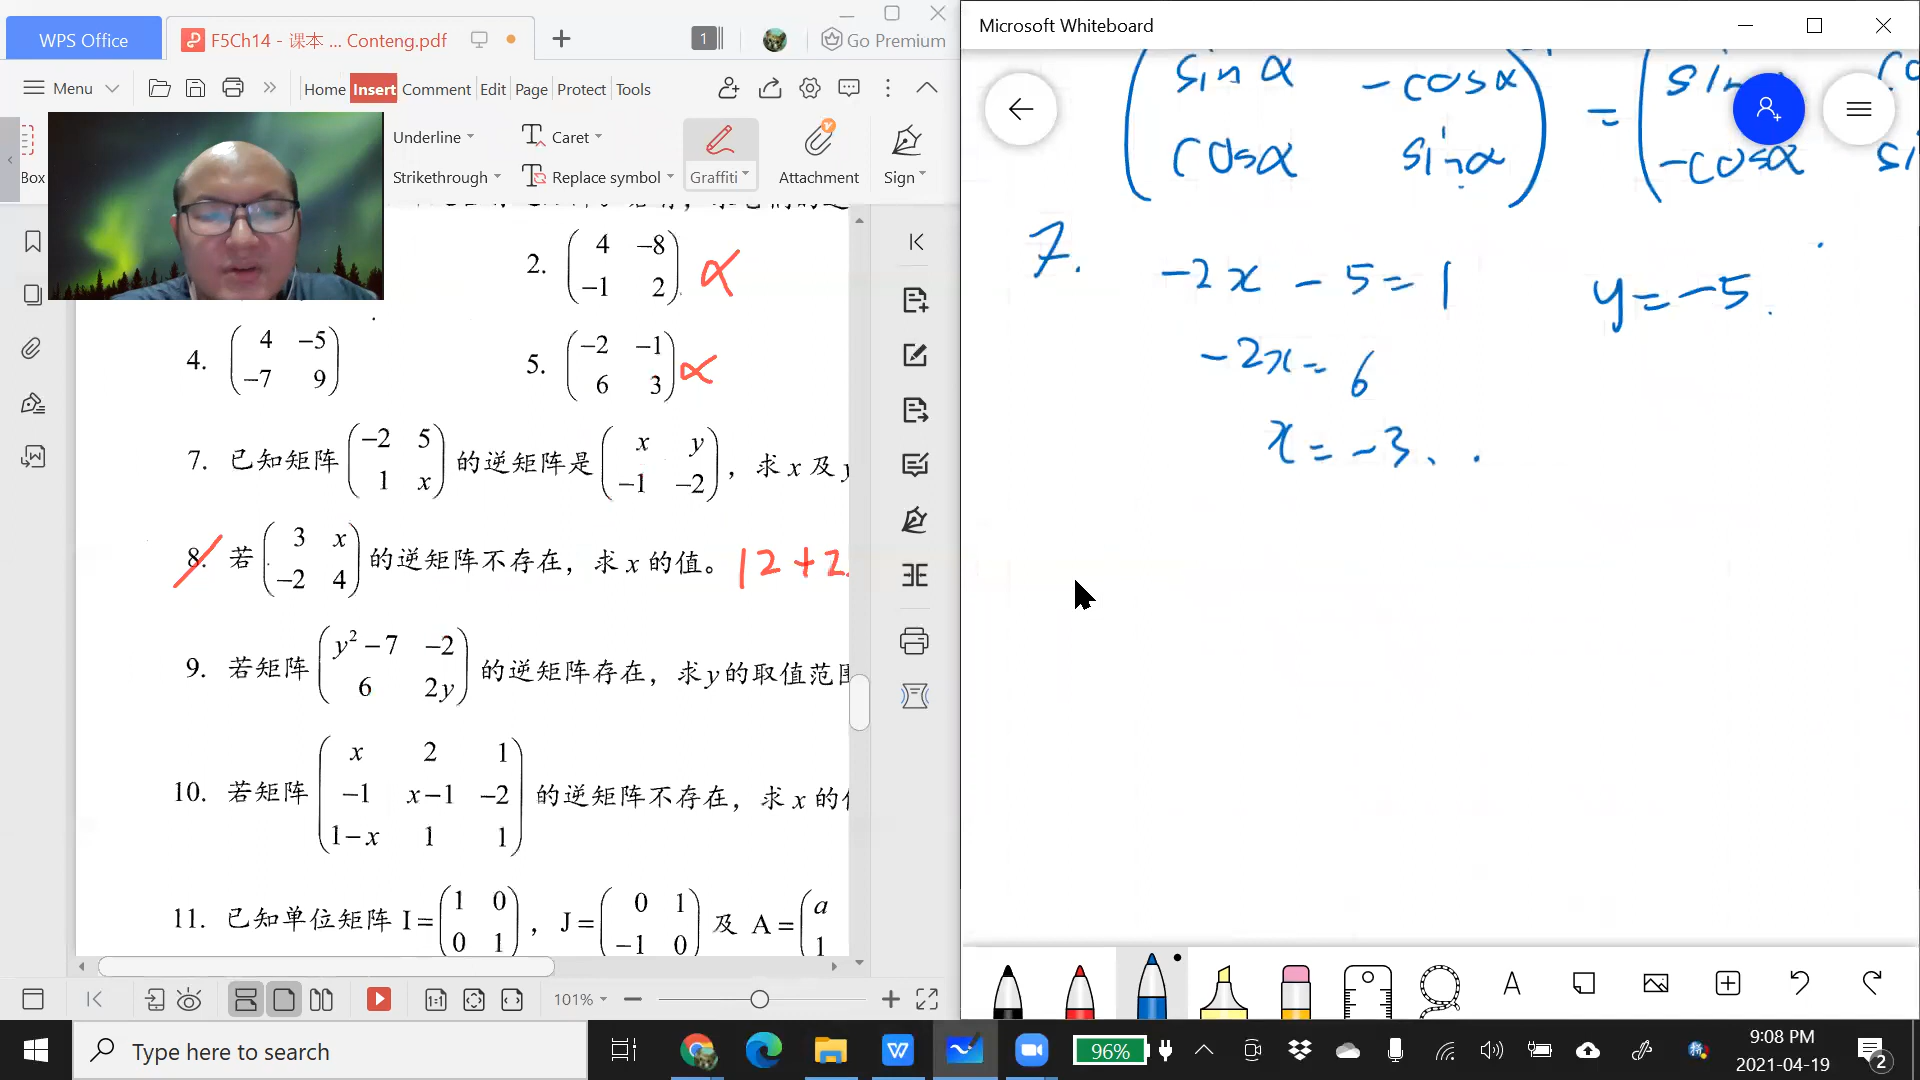 WPS Office
F5Ch14 - 课本 ... Conteng.pdf
1
Go Premium
Menu
Home
Insert
Comment
Edit
Page
Protect
Tools
Box
Underline
Strikethrough
Caret
Replace symbol
Graffiti
Attachment
Sign
2. ( 4 −8
−1 2 )
4. ( 4 −5
−7 9 )
5. ( −2 −1
6 3 )
7. 已知矩阵 ( −2 5
1 x ) 的逆矩阵是 ( x y
−1 −2 ) ，求 x 及 y
8. 若 ( 3 x
−2 4 ) 的逆矩阵不存在，求 x 的值。 12 + 2
9. 若矩阵 ( y² − 7 −2
6 2y ) 的逆矩阵存在，求y的取值范围
10. 若矩阵 ( x 2 1
−1 x−1 −2
1−x 1 1 ) 的逆矩阵不存在，求 x 的
11. 已知单位矩阵 I = ( 1 0
0 1 ) ，J = ( 0 1
−1 0 ) 及 A = ( a
1
101%
Microsoft Whiteboard
( sin α −cosα
cosα sinα ) = (
−cosα
7. −2x − 5 = 1
y = −5.
−2x = 6
x = −3.
Type here to search
96%
9:08 PM
2021-04-19
2